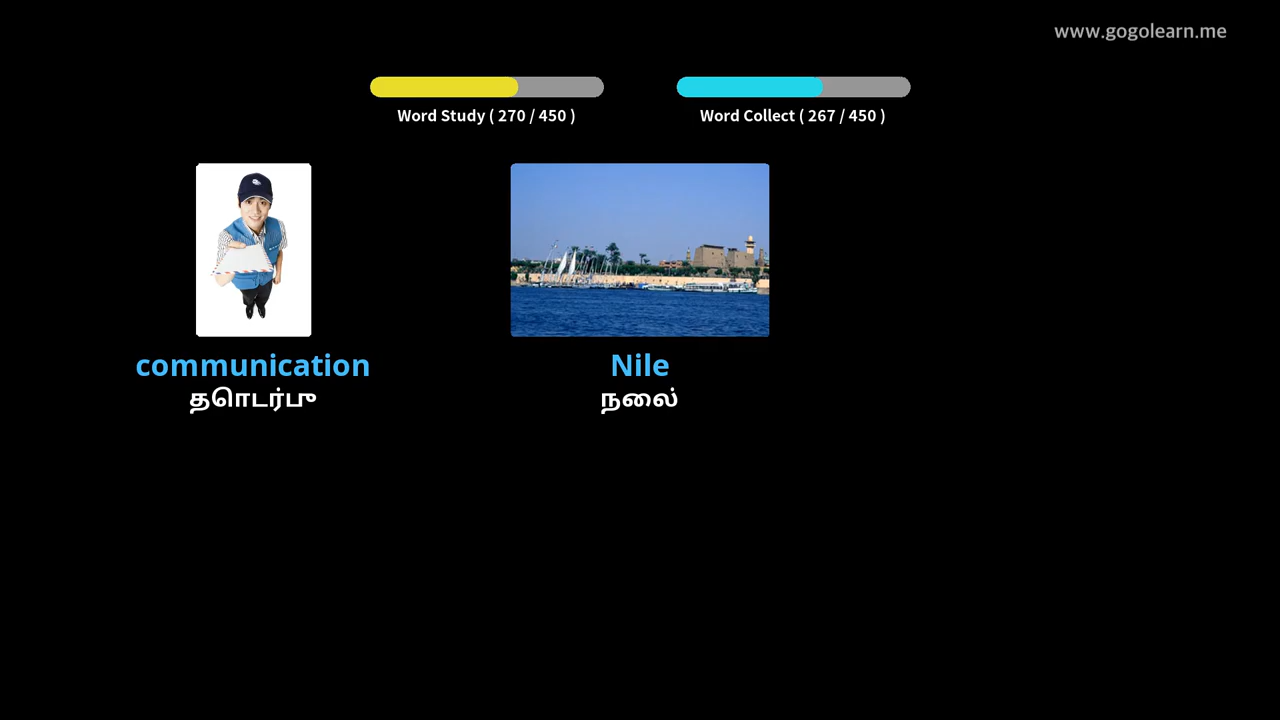 www.gogolearn.me
Word Study ( 270 / 450 )
Word Collect ( 267 / 450 )
communication
தொடர்பு
Nile
நைல்